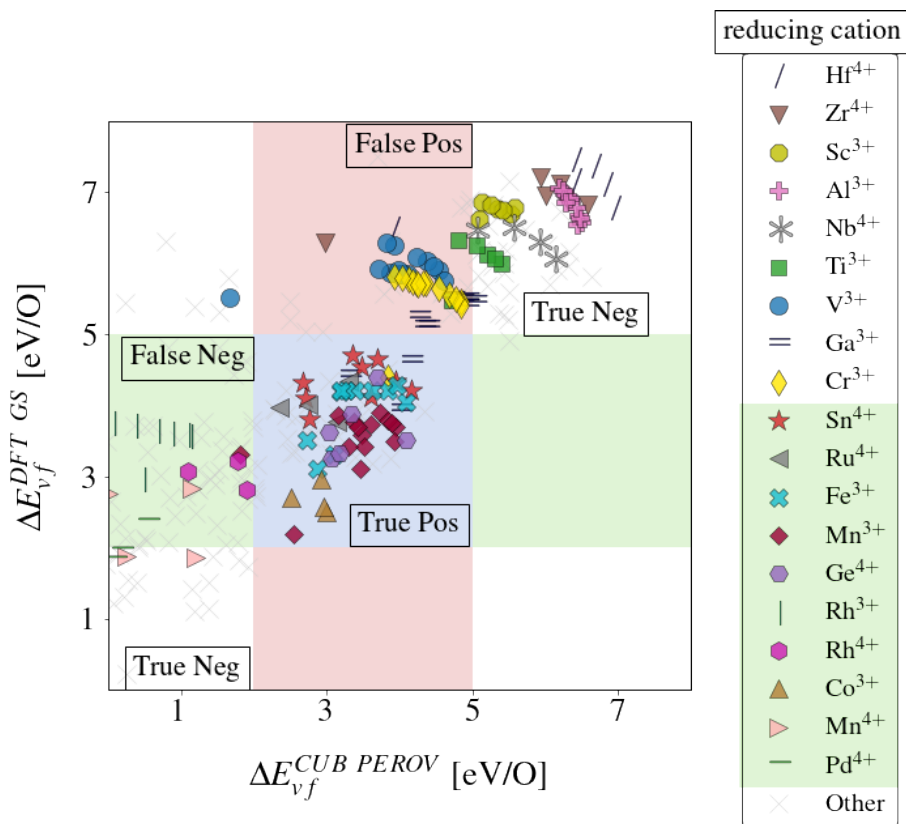 reducing cation
Hf⁴⁺
Zr⁴⁺
Sc³⁺
Al³⁺
Nb⁴⁺
Ti³⁺
V³⁺
Ga³⁺
Cr³⁺
Sn⁴⁺
Ru⁴⁺
Fe³⁺
Mn³⁺
Ge⁴⁺
Rh³⁺
Rh⁴⁺
Co³⁺
Mn⁴⁺
Pd⁴⁺
Other
False Pos
True Neg
False Neg
True Pos
True Neg
7
5
3
1
1
3
5
7
ΔE_{vf}^{DFT GS} [eV/O]
ΔE_{vf}^{CUB PEROV} [eV/O]